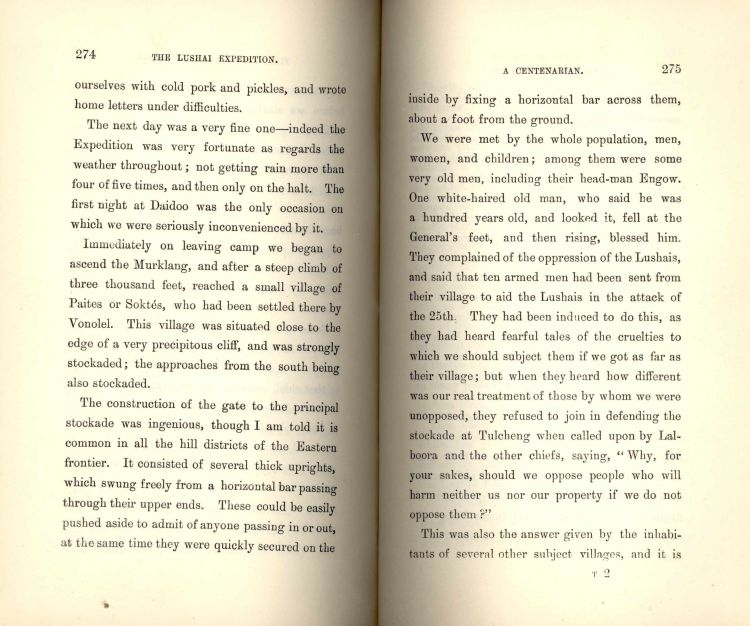 274
THE LUSHAI EXPEDITION.
ourselves with cold pork and pickles, and wrote
home letters under difficulties.
The next day was a very fine one—indeed the
Expedition was very fortunate as regards the
weather throughout; not getting rain more than
four of five times, and then only on the halt. The
first night at Daidoo was the only occasion on
which we were seriously inconvenienced by it.
Immediately on leaving camp we began to
ascend the Murklang, and after a steep climb of
three thousand feet, reached a small village of
Paites or Soktés, who had been settled there by
Vonolel. This village was situated close to the
edge of a very precipitous cliff, and was strongly
stockaded; the approaches from the south being
also stockaded.
The construction of the gate to the principal
stockade was ingenious, though I am told it is
common in all the hill districts of the Eastern
frontier. It consisted of several thick uprights,
which swung freely from a horizontal bar passing
through their upper ends. These could be easily
pushed aside to admit of anyone passing in or out,
at the same time they were quickly secured on the
A CENTENARIAN.
275
inside by fixing a horizontal bar across them,
about a foot from the ground.
We were met by the whole population, men,
women, and children; among them were some
very old men, including their head-man Engow.
One white-haired old man, who said he was
a hundred years old, and looked it, fell at the
General's feet, and then rising, blessed him.
They complained of the oppression of the Lushais,
and said that ten armed men had been sent from
their village to aid the Lushais in the attack of
the 25th. They had been induced to do this, as
they had heard fearful tales of the cruelties to
which we should subject them if we got as far as
their village; but when they heard how different
was our real treatment of those by whom we were
unopposed, they refused to join in defending the
stockade at Tulcheng when called upon by Lal-
boora and the other chiefs, saying, "Why, for
your sakes, should we oppose people who will
harm neither us nor our property if we do not
oppose them?"
This was also the answer given by the inhabi-
tants of several other subject villages, and it is
T 2